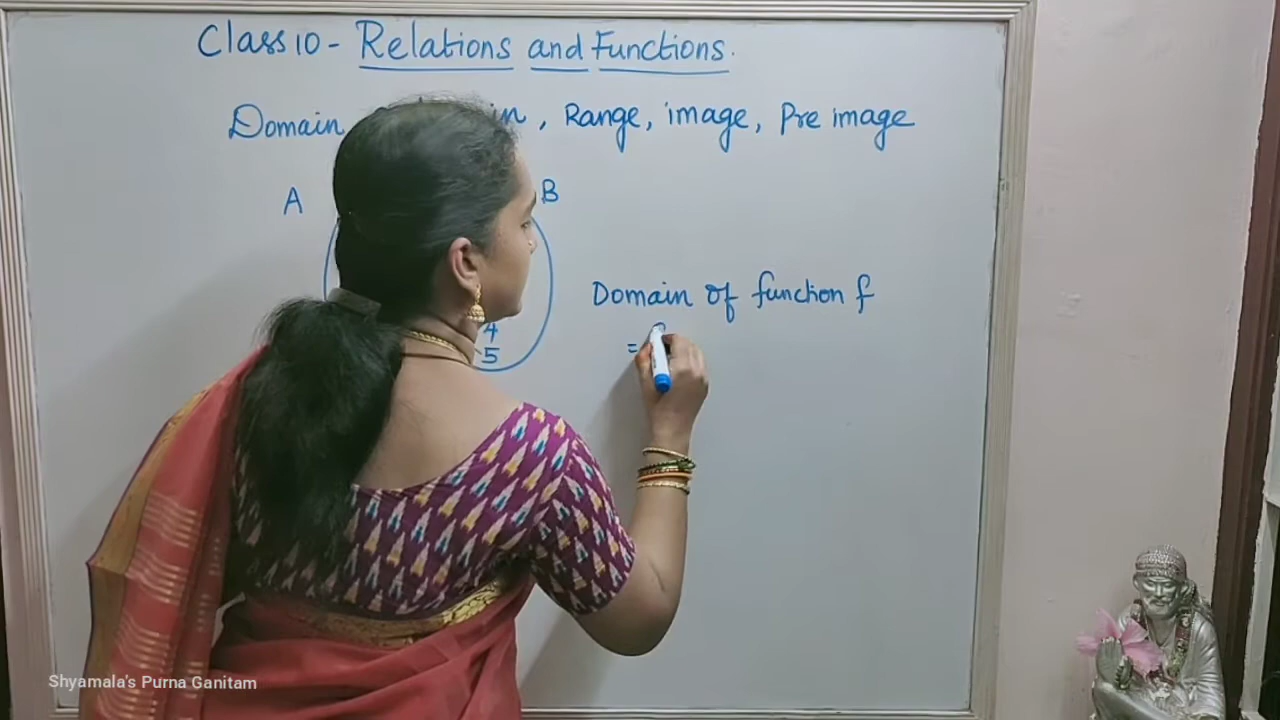 Class 10 - Relations and Functions.
Domain, Range, image, Pre image
A B
Domain of function f
4
=
5
Shyamala's Purna Ganitam